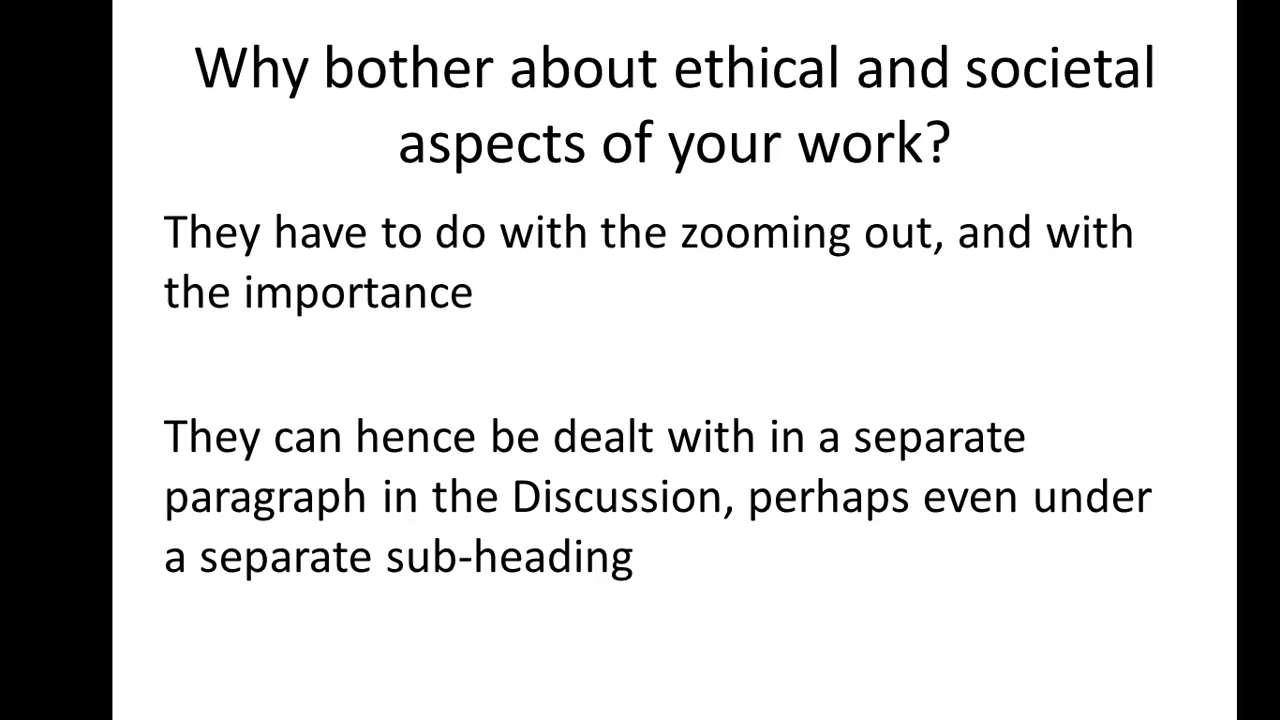 Why bother about ethical and societal
aspects of your work?
They have to do with the zooming out, and with
the importance
They can hence be dealt with in a separate
paragraph in the Discussion, perhaps even under
a separate sub-heading